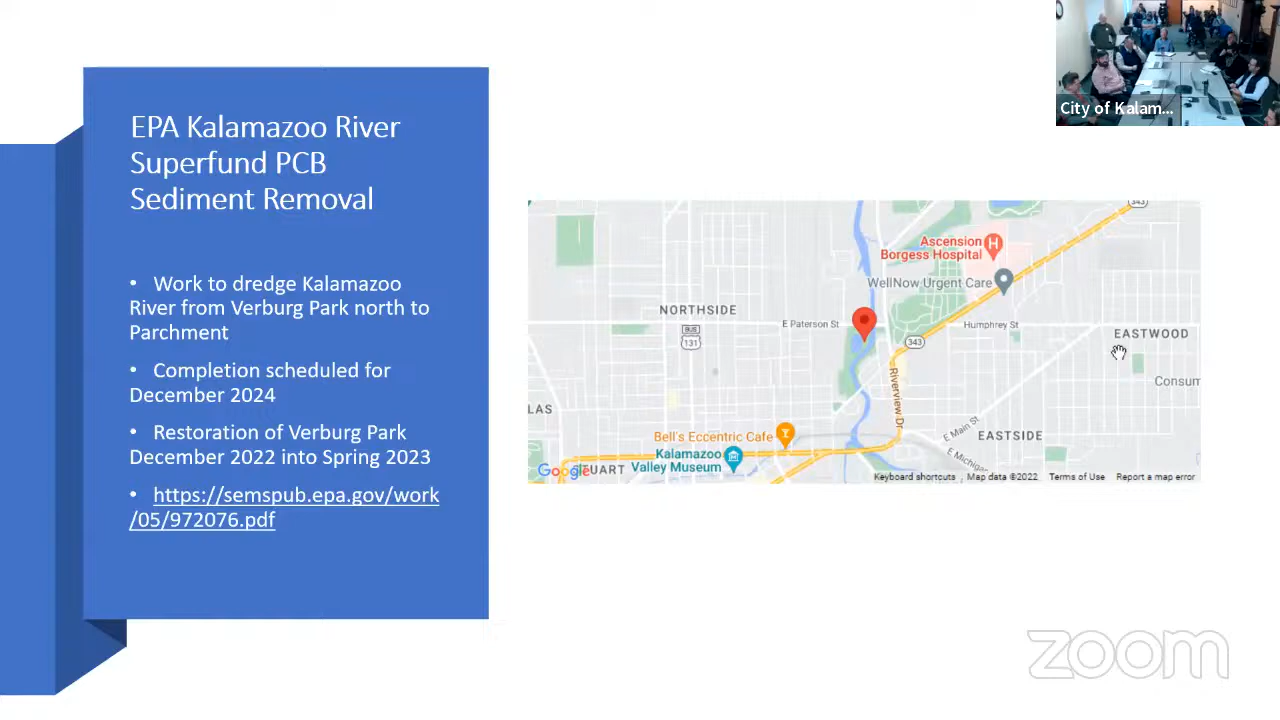 City of Kalam...
EPA Kalamazoo River
Superfund PCB
Sediment Removal
• Work to dredge Kalamazoo
River from Verburg Park north to
Parchment
• Completion scheduled for
December 2024
• Restoration of Verburg Park
December 2022 into Spring 2023
• https://semspub.epa.gov/work
/05/972076.pdf
343
Ascension
Borgess Hospital
WellNow Urgent Care
NORTHSIDE
E Paterson St
Humphrey St
BUS
131
343
EASTWOOD
Riverview Dr
Consum
LAS
E Main St
Bell's Eccentric Cafe
EASTSIDE
Kalamazoo
Valley Museum
E Michig
Google
UART
Keyboard shortcuts
Map data ©2022
Terms of Use
Report a map error
zoom